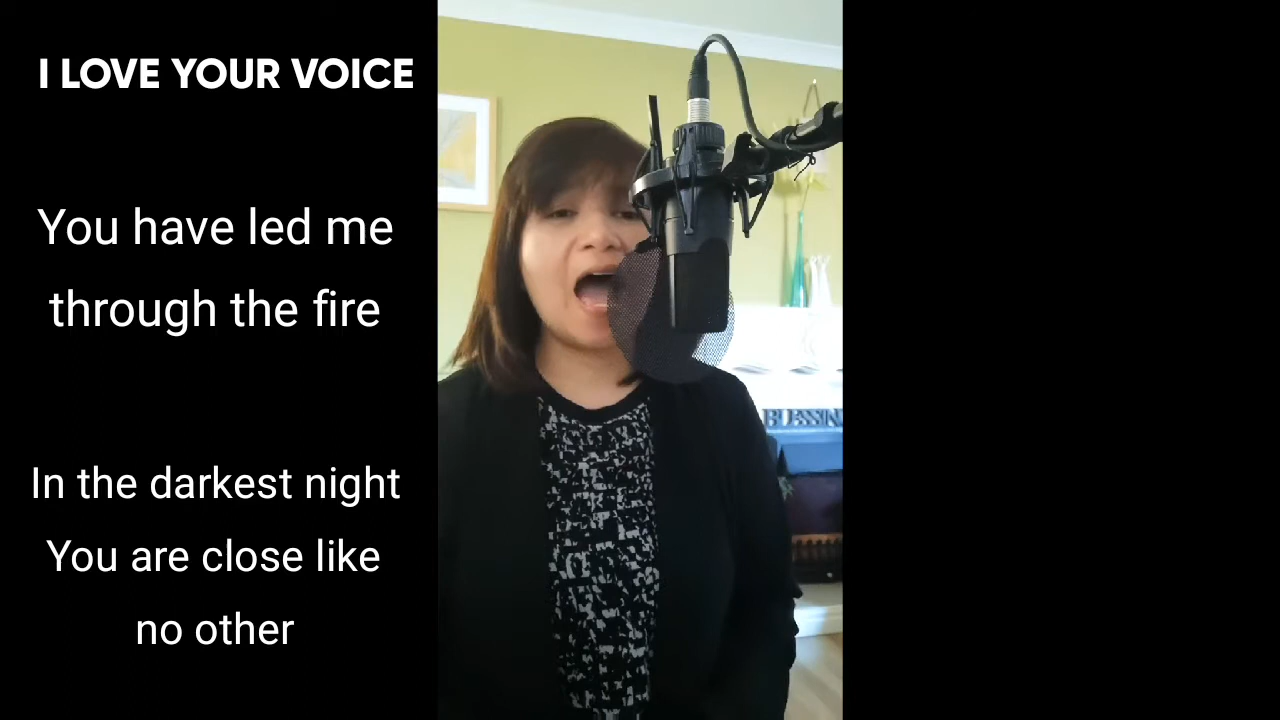 I LOVE YOUR VOICE
You have led me
through the fire
In the darkest night
You are close like
no other